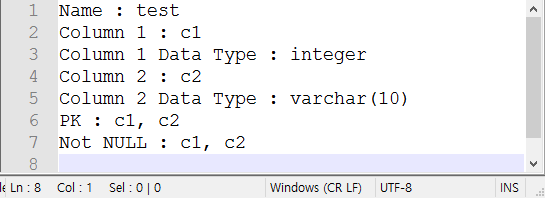 1 Name : test
2 Column 1 : c1
3 Column 1 Data Type : integer
4 Column 2 : c2
5 Column 2 Data Type : varchar(10)
6 PK : c1, c2
7 Not NULL : c1, c2
8
Ln : 8 Col : 1 Sel : 0 | 0 Windows (CR LF) UTF-8 INS